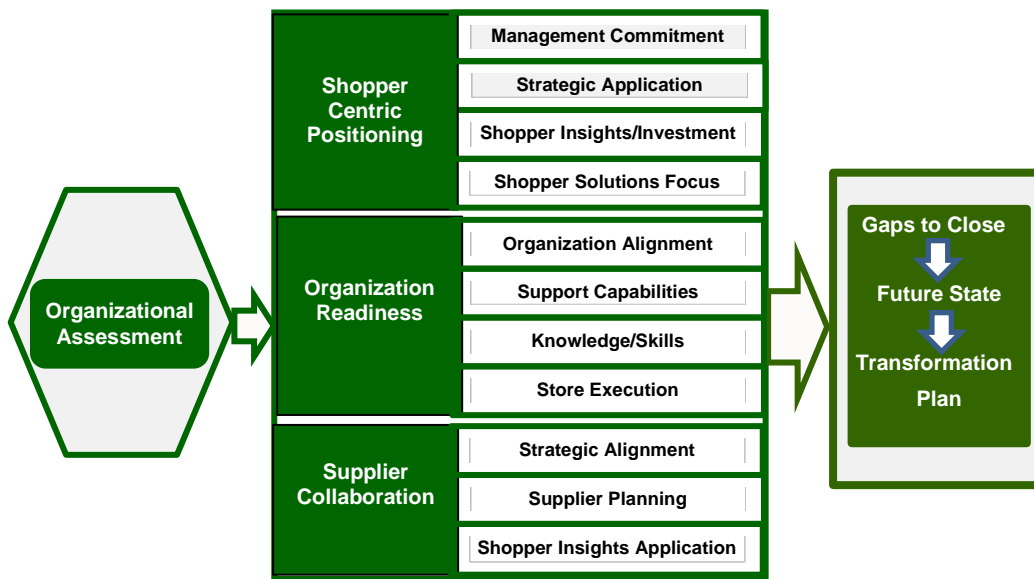 Organizational
Assessment
Shopper
Centric
Positioning
Management Commitment
Strategic Application
Shopper Insights/Investment
Shopper Solutions Focus
Organization
Readiness
Organization Alignment
Support Capabilities
Knowledge/Skills
Store Execution
Supplier
Collaboration
Strategic Alignment
Supplier Planning
Shopper Insights Application
Gaps to Close
Future State
Transformation
Plan